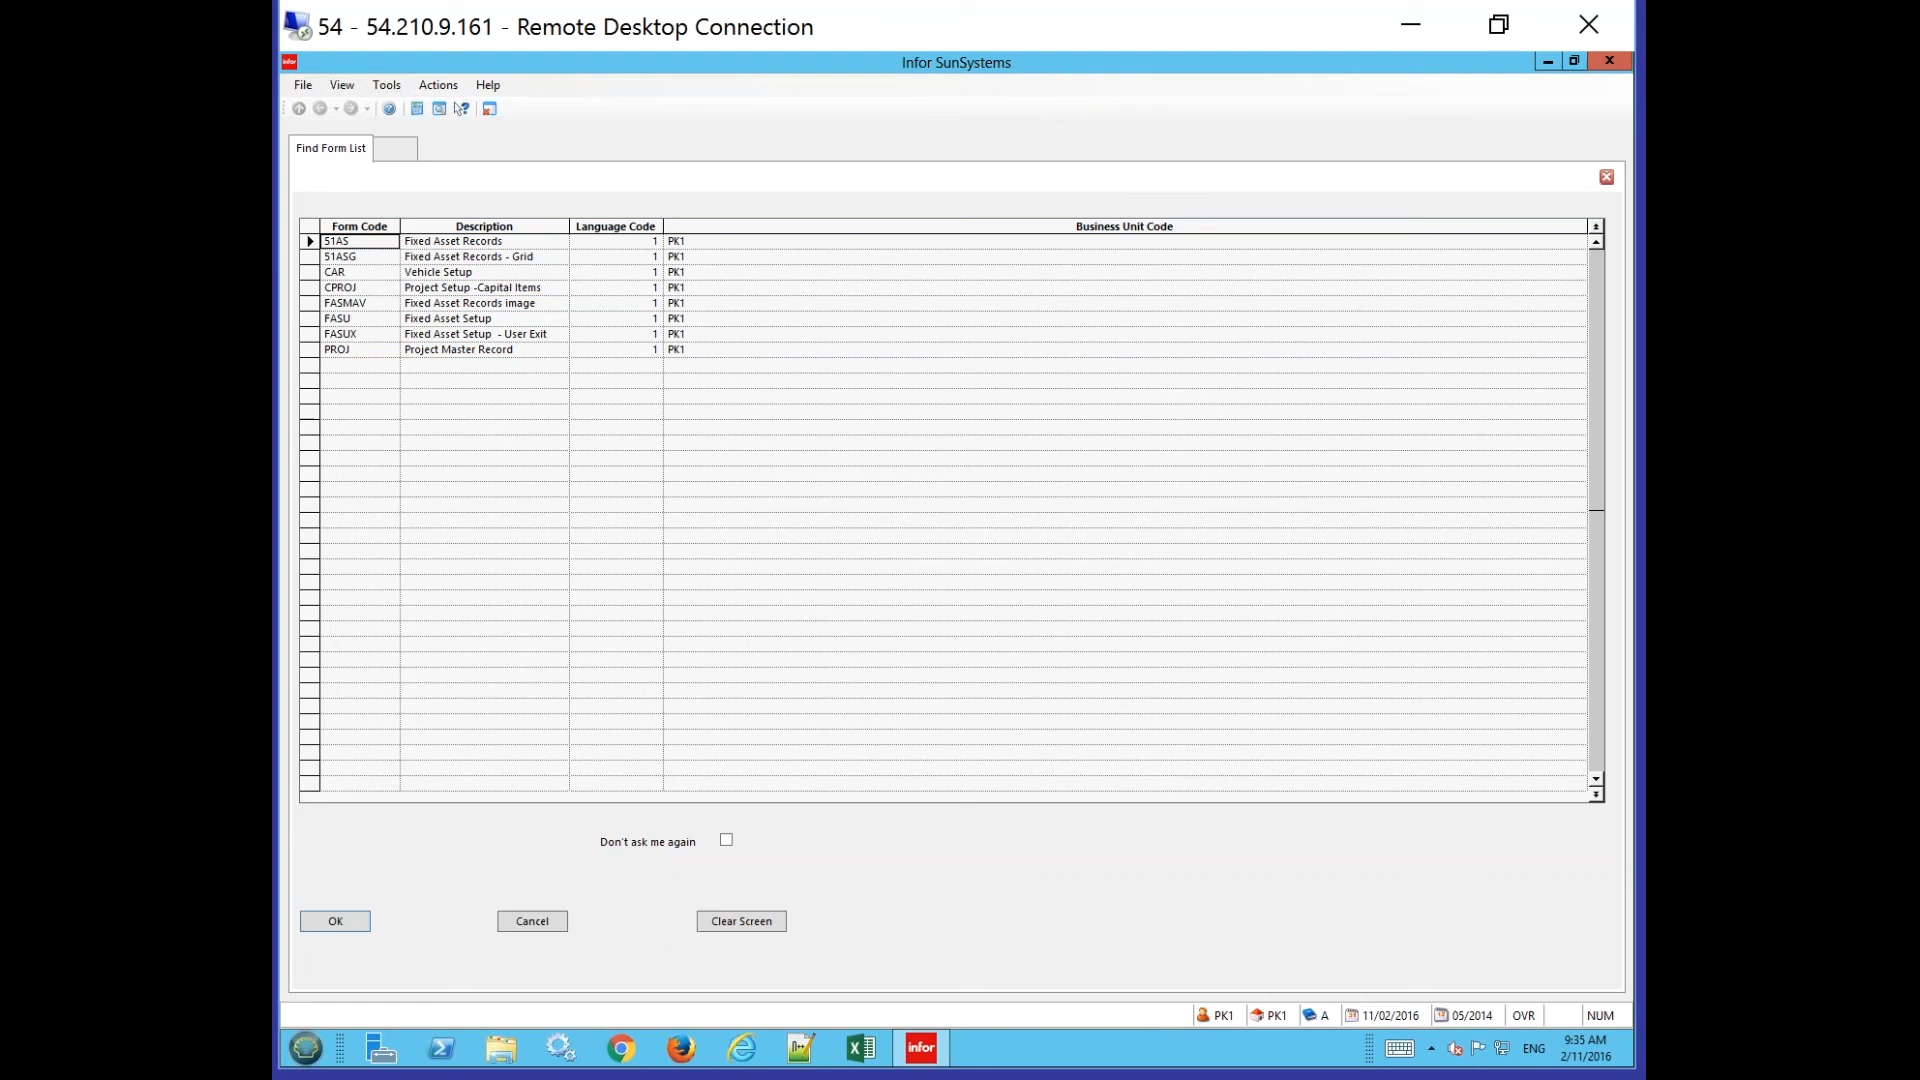 54 - 54.210.9.161 - Remote Desktop Connection
infor
Infor SunSystems
File View Tools Actions Help
Find Form List
Form Code Description Language Code Business Unit Code
51AS Fixed Asset Records 1 PK1
51ASG Fixed Asset Records - Grid 1 PK1
CAR Vehicle Setup 1 PK1
CPROJ Project Setup -Capital Items 1 PK1
FASMAV Fixed Asset Records image 1 PK1
FASU Fixed Asset Setup 1 PK1
FASUX Fixed Asset Setup - User Exit 1 PK1
PROJ Project Master Record 1 PK1
Don't ask me again
OK Cancel Clear Screen
PK1 PK1 A 11/02/2016 05/2014 OVR NUM
infor
ENG
9:35 AM
2/11/2016